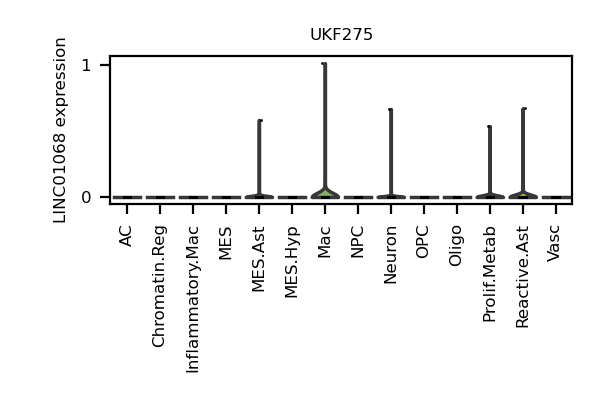 UKF275
LINC01068 expression
1
0
AC
Chromatin.Reg
Inflammatory.Mac
MES
MES.Ast
MES.Hyp
Mac
NPC
Neuron
OPC
Oligo
Prolif.Metab
Reactive.Ast
Vasc